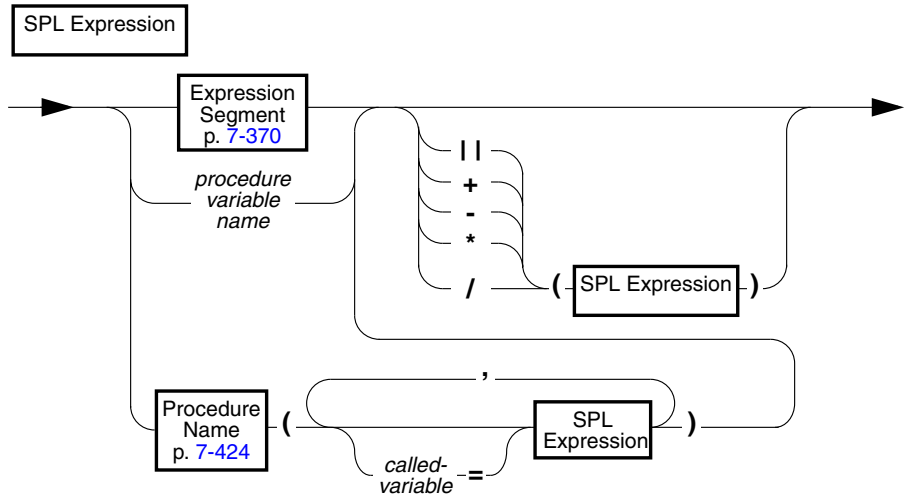 SPL Expression
Expression
Segment
p. 7-370
procedure
variable
name
||
+
-
*
/
( SPL Expression )
,
Procedure
Name
p. 7-424
(
called-
variable =
SPL
Expression
)